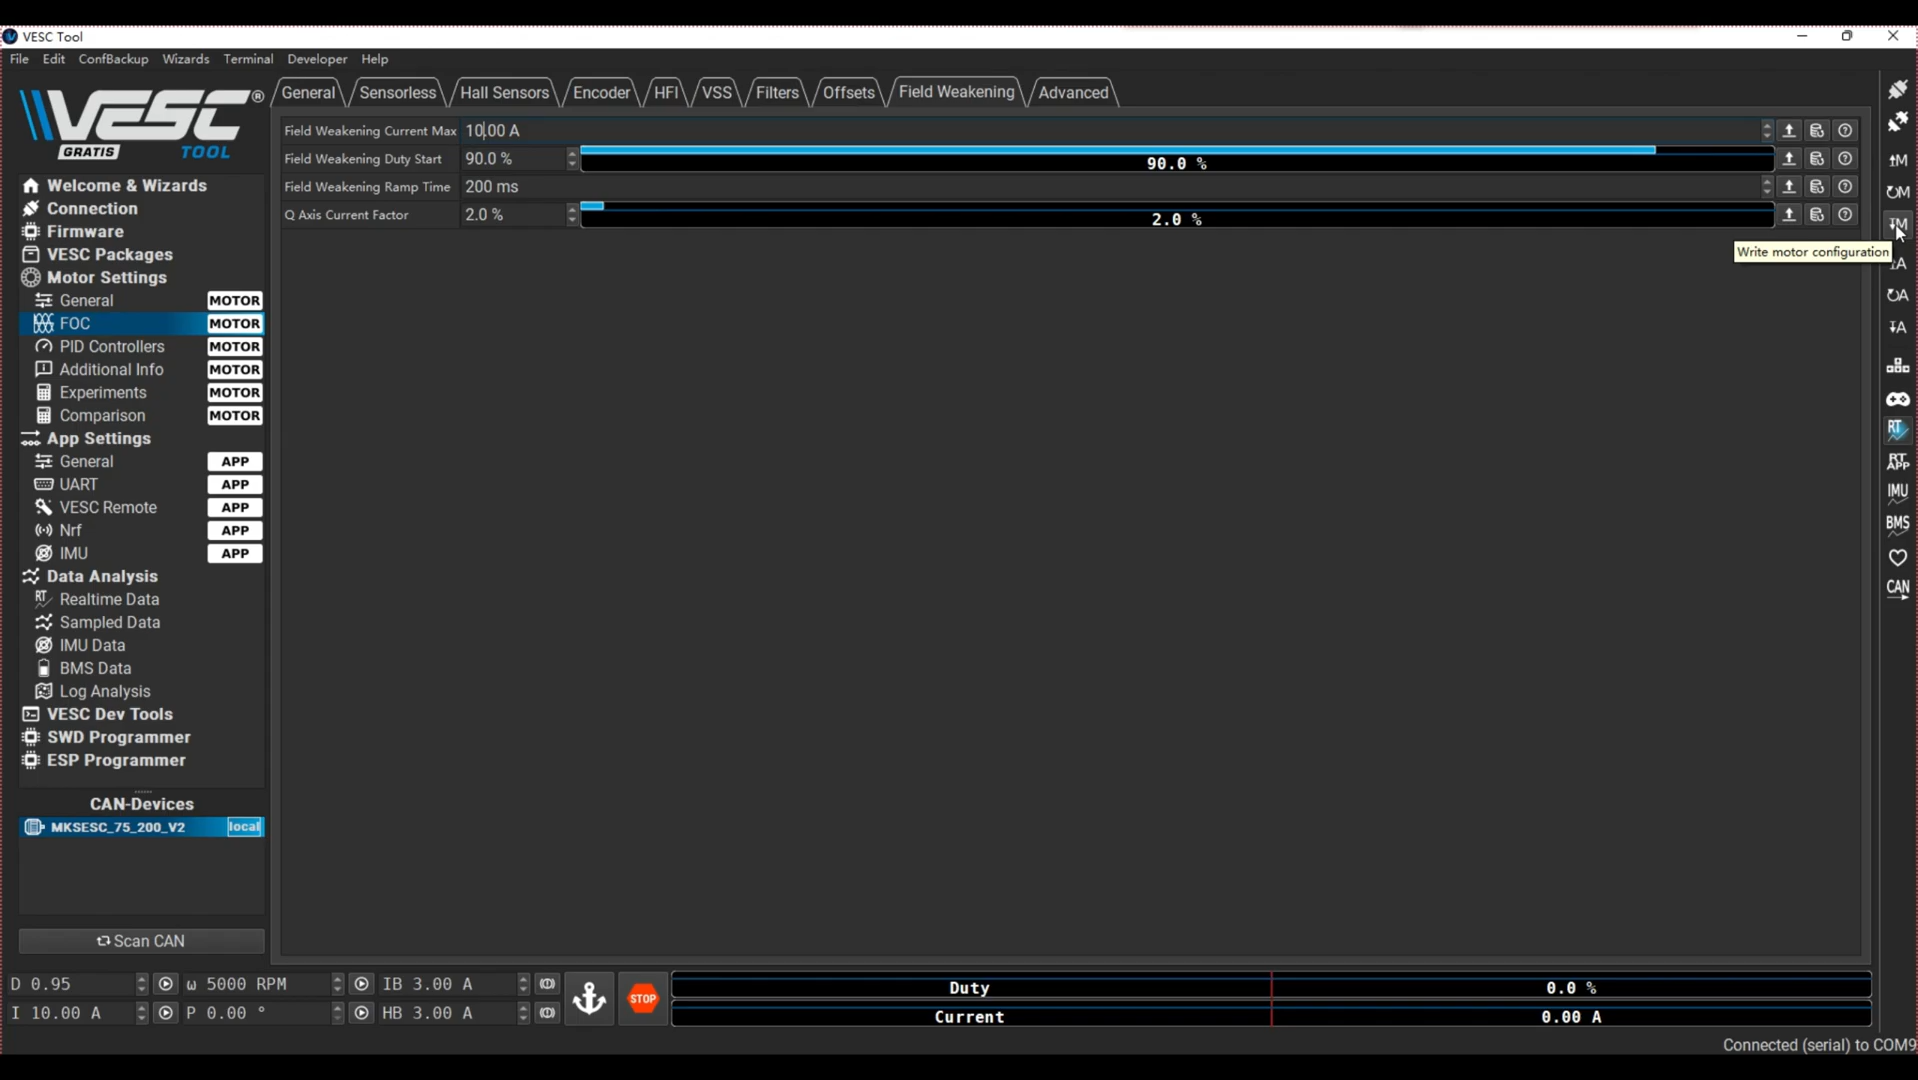 VESC Tool
File Edit ConfBackup Wizards Terminal Developer Help
VESC®
GRATIS TOOL
General Sensorless Hall Sensors Encoder HFI VSS Filters Offsets Field Weakening Advanced
Field Weakening Current Max 10.00 A
Field Weakening Duty Start 90.0 % 90.0 %
Field Weakening Ramp Time 200 ms
Q Axis Current Factor 2.0 % 2.0 %
Write motor configuration
Welcome & Wizards
Connection
Firmware
VESC Packages
Motor Settings
General MOTOR
FOC MOTOR
PID Controllers MOTOR
Additional Info MOTOR
Experiments MOTOR
Comparison MOTOR
App Settings
General APP
UART APP
VESC Remote APP
Nrf APP
IMU APP
Data Analysis
RT Realtime Data
Sampled Data
IMU Data
BMS Data
Log Analysis
VESC Dev Tools
SWD Programmer
ESP Programmer
CAN-Devices
MKSESC_75_200_V2 local
Scan CAN
M
M
M
A
A
A
RT
RT APP
IMU
BMS
CAN
D 0.95 ω 5000 RPM IB 3.00 A
I 10.00 A P 0.00 ° HB 3.00 A
STOP
Duty 0.0 %
Current 0.00 A
Connected (serial) to COM9